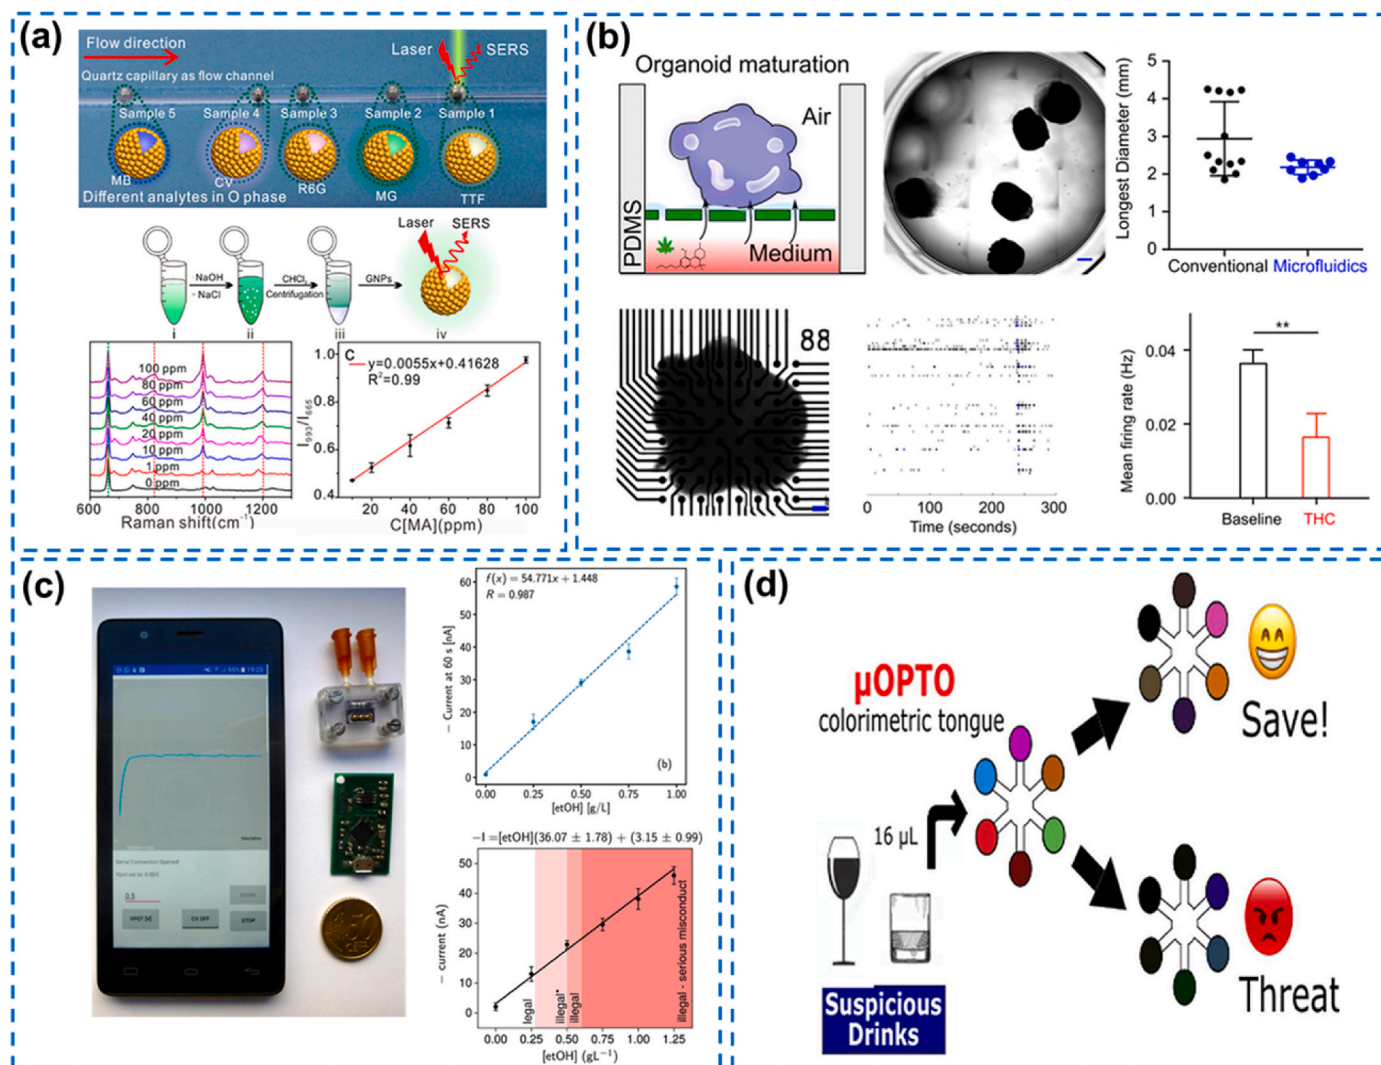 (a)
Flow direction
Laser
SERS
Quartz capillary as flow channel
Sample 5
Sample 4
Sample 3
Sample 2
Sample 1
MB
CV
R6G
MG
TTF
Different analytes in O phase
Laser
SERS
NaOH
NaCl
CHCl₃
Centrifugation
GNPs
i
ii
iii
iv
100 ppm
80 ppm
60 ppm
40 ppm
20 ppm
10 ppm
1 ppm
0 ppm
600
800
1000
1200
Raman shift(cm⁻¹)
C
y=0.0055x+0.41628
R²=0.99
I₉₉₃/I₆₆₅
1.0
0.8
0.6
0.4
20
40
60
80
100
C[MA](ppm)
(b)
Organoid maturation
Air
PDMS
Medium
Longest Diameter (mm)
5
4
3
2
1
0
Conventional
Microfluidics
88
0
100
200
300
Time (seconds)
Mean firing rate (Hz)
**
0.04
0.02
0.00
Baseline
THC
(c)
0.5
VPOT [V]
CV OFF
STOP
50
f(x) = 54.771x + 1.448
R = 0.987
− Current at 60 s [nA]
60
50
40
30
20
10
0
(b)
0.00
0.25
0.50
0.75
1.00
[etOH] [g/L]
−I =[etOH](36.07 ± 1.78) + (3.15 ± 0.99)
− current (nA)
50
40
30
20
10
0
legal
illegal*
illegal
illegal - serious misconduct
0.00
0.25
0.50
0.75
1.00
1.25
[etOH] (gL⁻¹)
(d)
μOPTO
colorimetric tongue
16 μL
Suspicious
Drinks
Save!
Threat